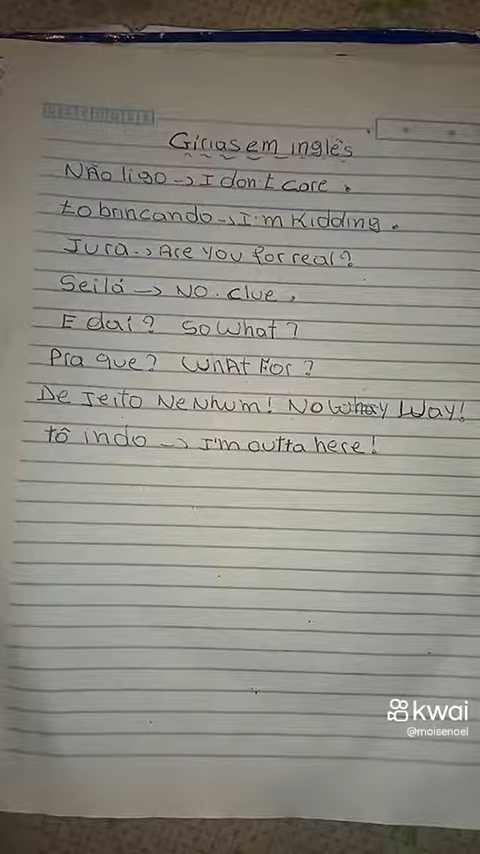 Gírias em inglês
NÃo ligo -> I don't care.
to brincando -> I'm Kidding.
Jura -> Are You for real?
Sei lá -> NO. clue,
E daí? So What?
Pra que? WhAt For?
De Jeito NeNhum! No Way!
tô indo -> I'm outta here!
kwai
@moisenoel